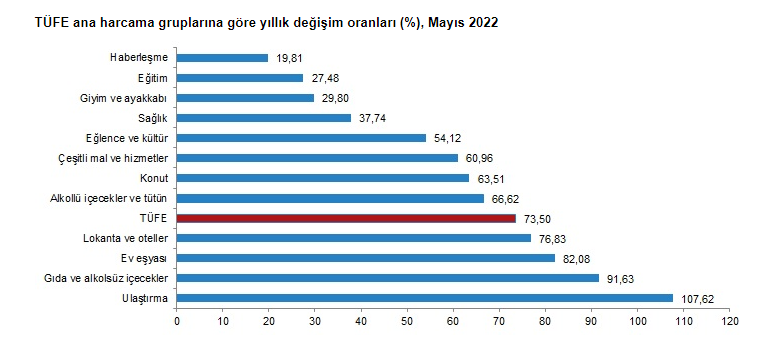 TÜFE ana harcama gruplarına göre yıllık değişim oranları (%), Mayıs 2022
Haberleşme 19,81
Eğitim 27,48
Giyim ve ayakkabı 29,80
Sağlık 37,74
Eğlence ve kültür 54,12
Çeşitli mal ve hizmetler 60,96
Konut 63,51
Alkollü içecekler ve tütün 66,62
TÜFE 73,50
Lokanta ve oteller 76,83
Ev eşyası 82,08
Gıda ve alkolsüz içecekler 91,63
Ulaştırma 107,62
0 10 20 30 40 50 60 70 80 90 100 110 120